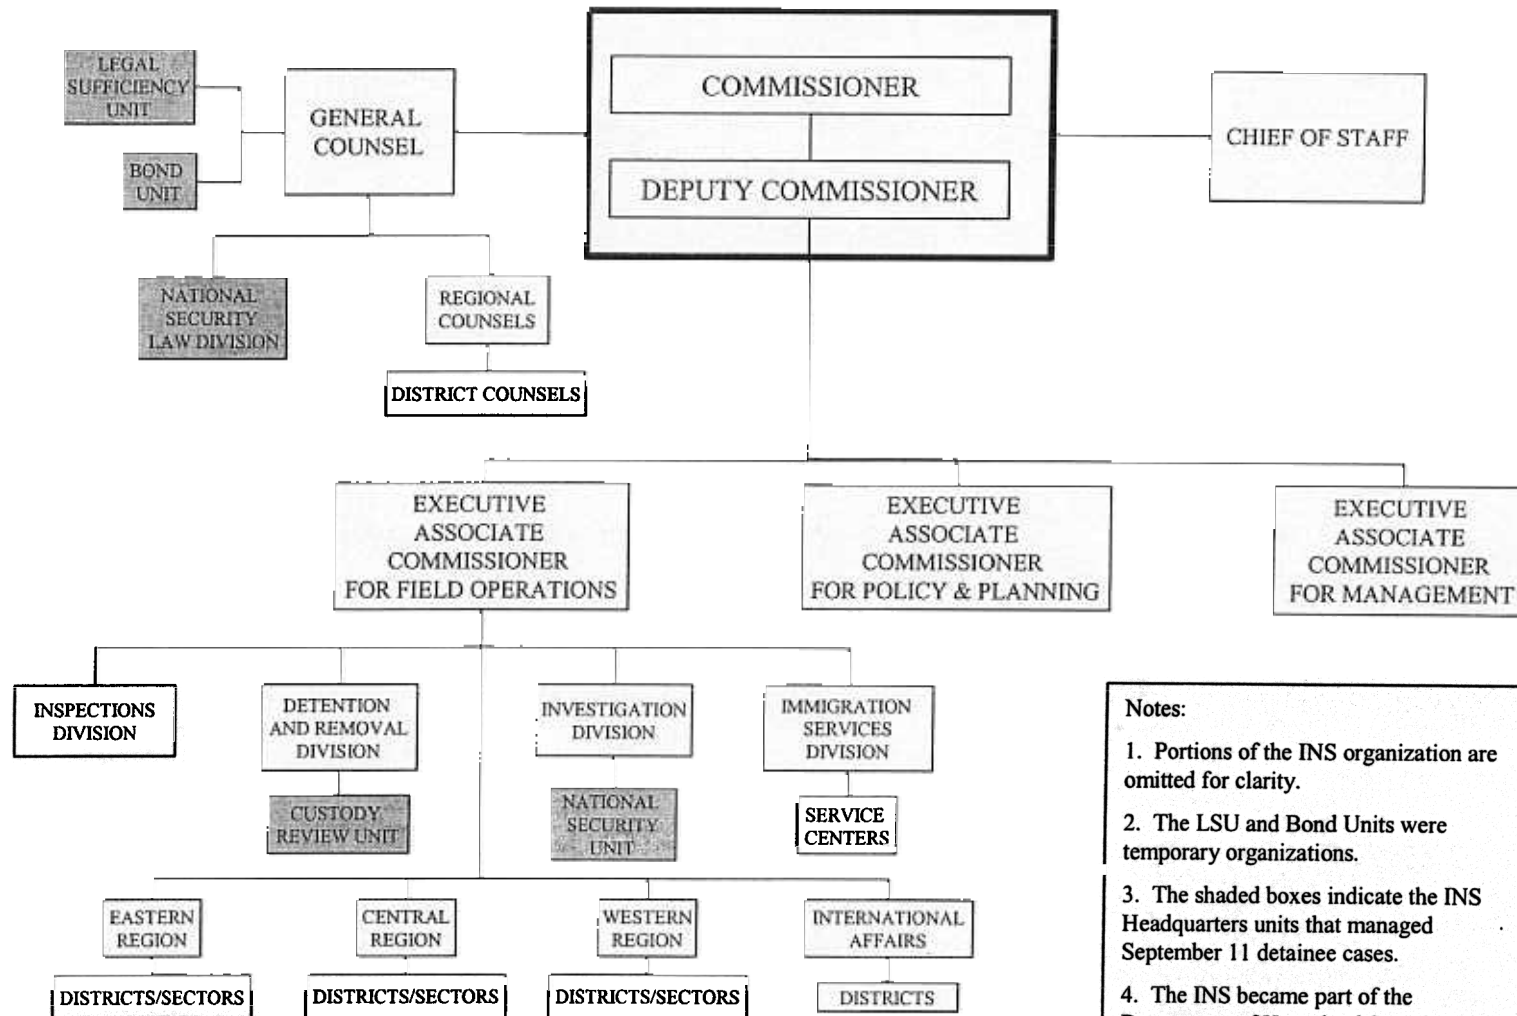 LEGAL
SUFFICIENCY
UNIT
BOND
UNIT
GENERAL
COUNSEL
COMMISSIONER
DEPUTY COMMISSIONER
CHIEF OF STAFF
NATIONAL
SECURITY
LAW DIVISION
REGIONAL
COUNSELS
DISTRICT COUNSELS
EXECUTIVE
ASSOCIATE
COMMISSIONER
FOR FIELD OPERATIONS
EXECUTIVE
ASSOCIATE
COMMISSIONER
FOR POLICY & PLANNING
EXECUTIVE
ASSOCIATE
COMMISSIONER
FOR MANAGEMENT
INSPECTIONS
DIVISION
DETENTION
AND REMOVAL
DIVISION
INVESTIGATION
DIVISION
IMMIGRATION
SERVICES
DIVISION
CUSTODY
REVIEW UNIT
NATIONAL
SECURITY
UNIT
SERVICE
CENTERS
EASTERN
REGION
CENTRAL
REGION
WESTERN
REGION
INTERNATIONAL
AFFAIRS
DISTRICTS/SECTORS
DISTRICTS/SECTORS
DISTRICTS/SECTORS
DISTRICTS
Notes:
1. Portions of the INS organization are
omitted for clarity.
2. The LSU and Bond Units were
temporary organizations.
3. The shaded boxes indicate the INS
Headquarters units that managed
September 11 detainee cases.
4. The INS became part of the